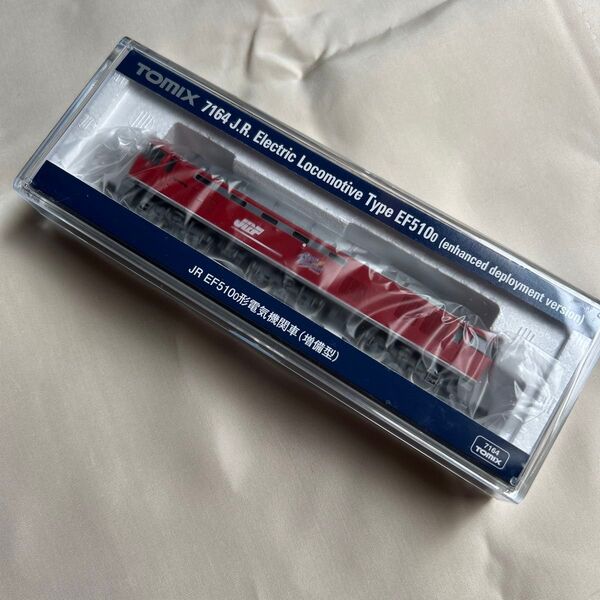 TOMIX 7164 J.R. Electric Locomotive Type EF510₀ (enhanced deployment version)
JRF
JR EF510₀形電気機関車(増備型)
7164
TOMIX